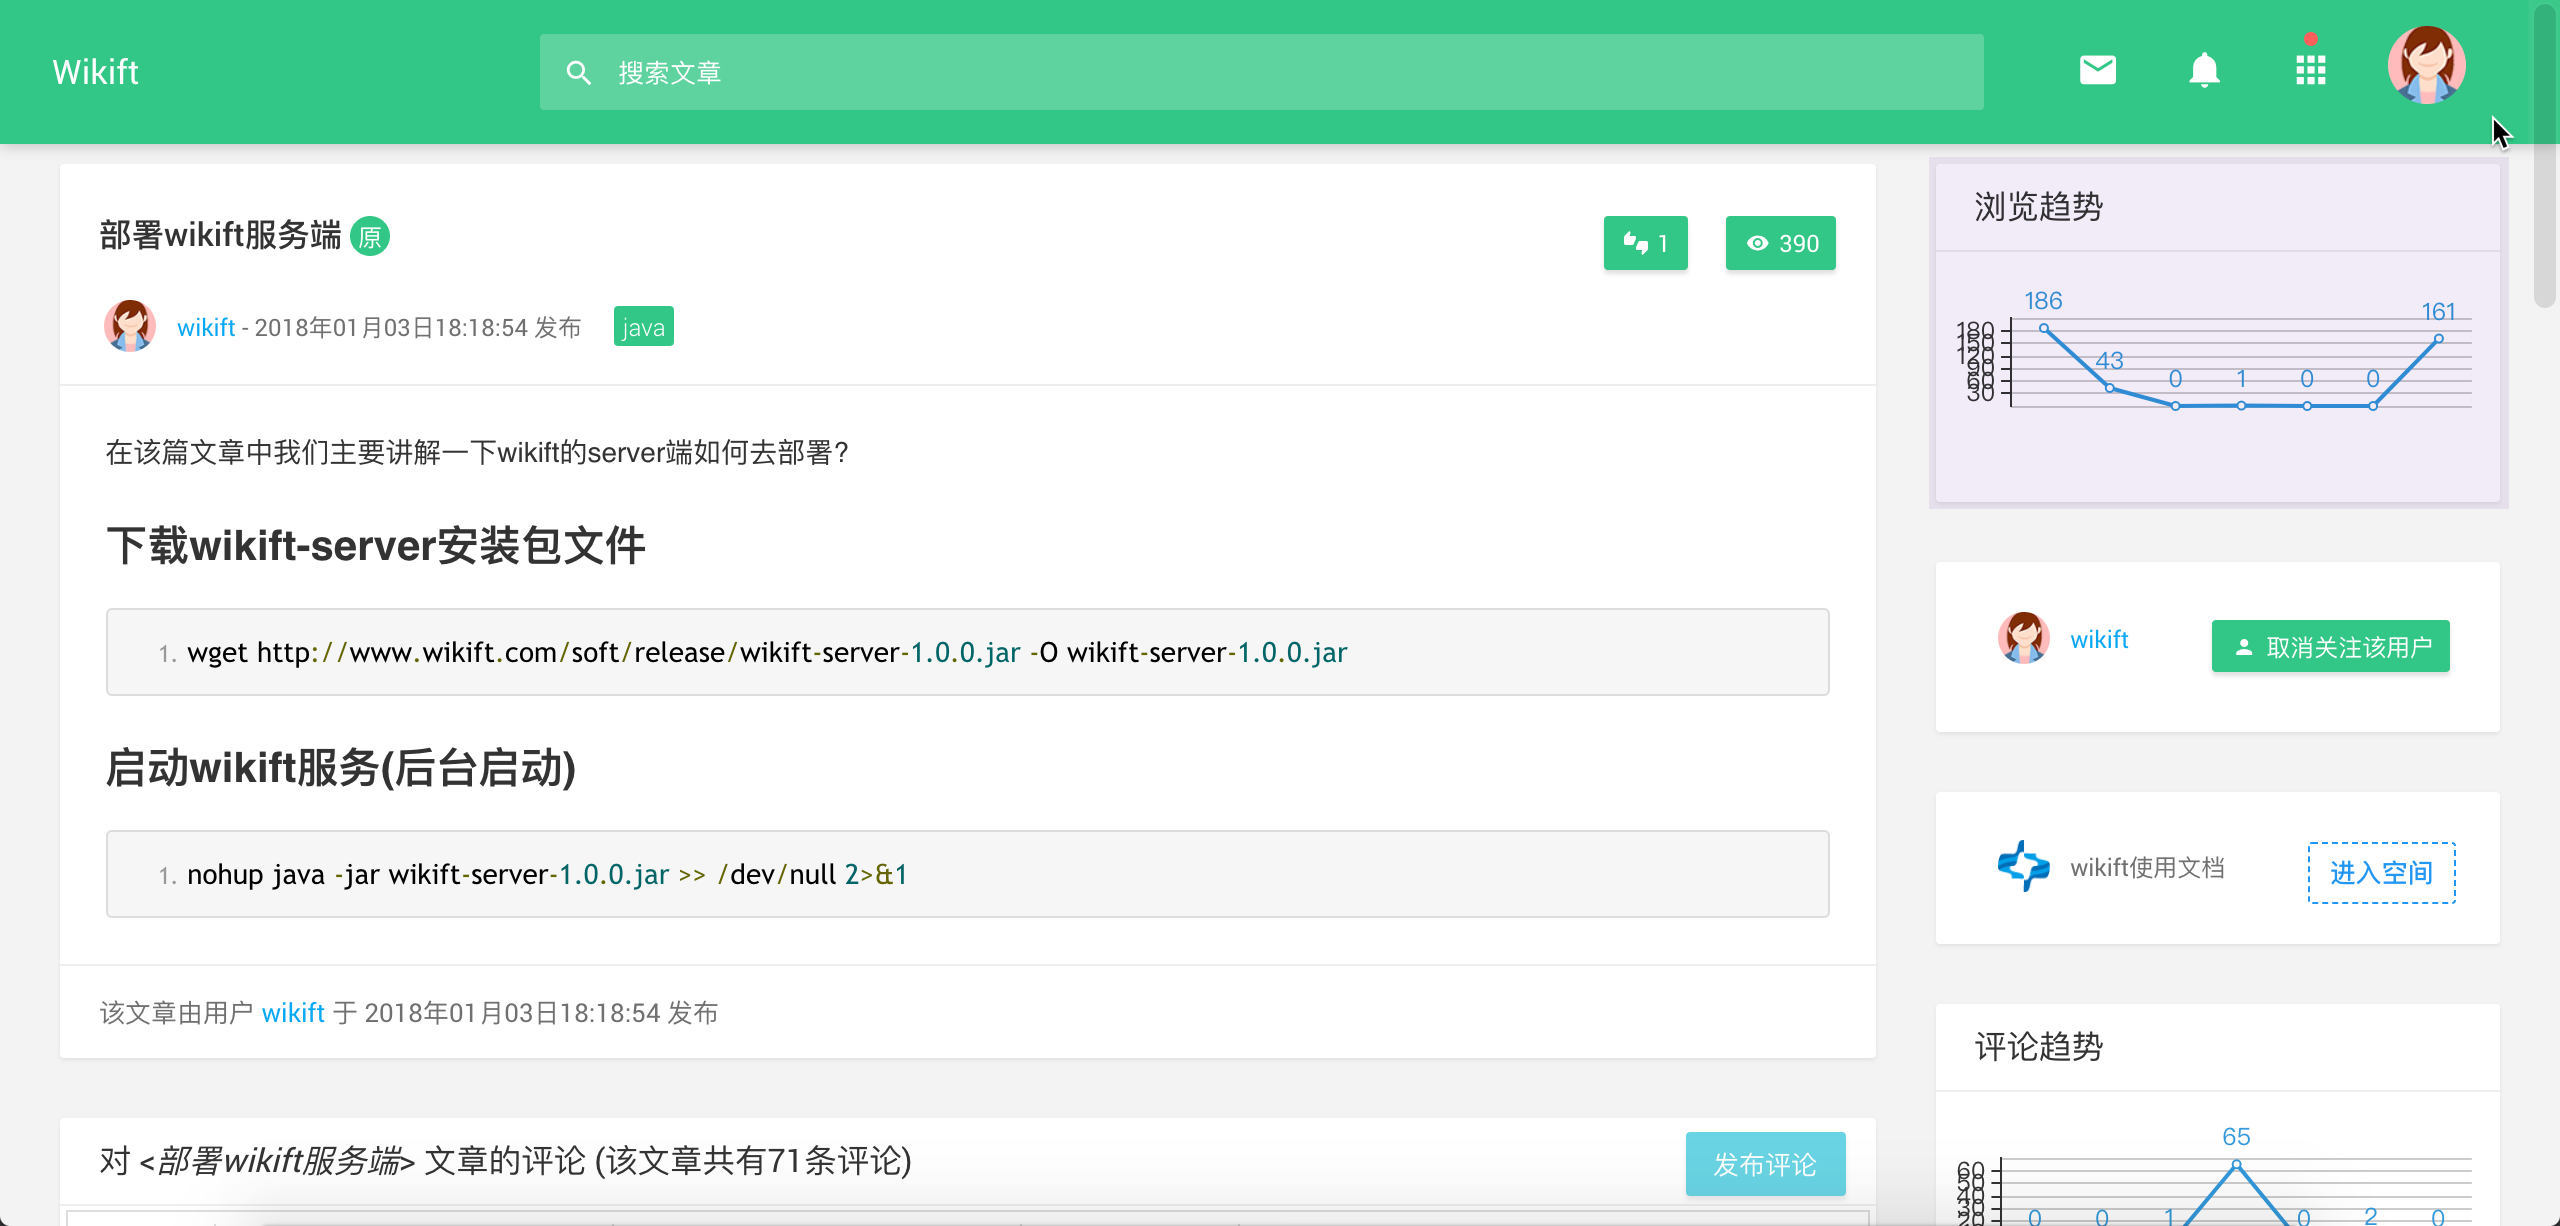 Wikift
搜索文章
部署wikift服务端 原
1
390
wikift - 2018年01月03日18:18:54 发布 java
在该篇文章中我们主要讲解一下wikift的server端如何去部署?
下载wikift-server安装包文件
1. wget http://www.wikift.com/soft/release/wikift-server-1.0.0.jar -O wikift-server-1.0.0.jar
启动wikift服务(后台启动)
1. nohup java -jar wikift-server-1.0.0.jar >> /dev/null 2>&1
该文章由用户 wikift 于 2018年01月03日18:18:54 发布
对 <部署wikift服务端> 文章的评论 (该文章共有71条评论)
发布评论
浏览趋势
186
161
43
0 1 0 0
180
150
120
90
60
30
wikift
取消关注该用户
wikift使用文档
进入空间
评论趋势
65
60
50
40
30
20
0 0 1 0 2 0